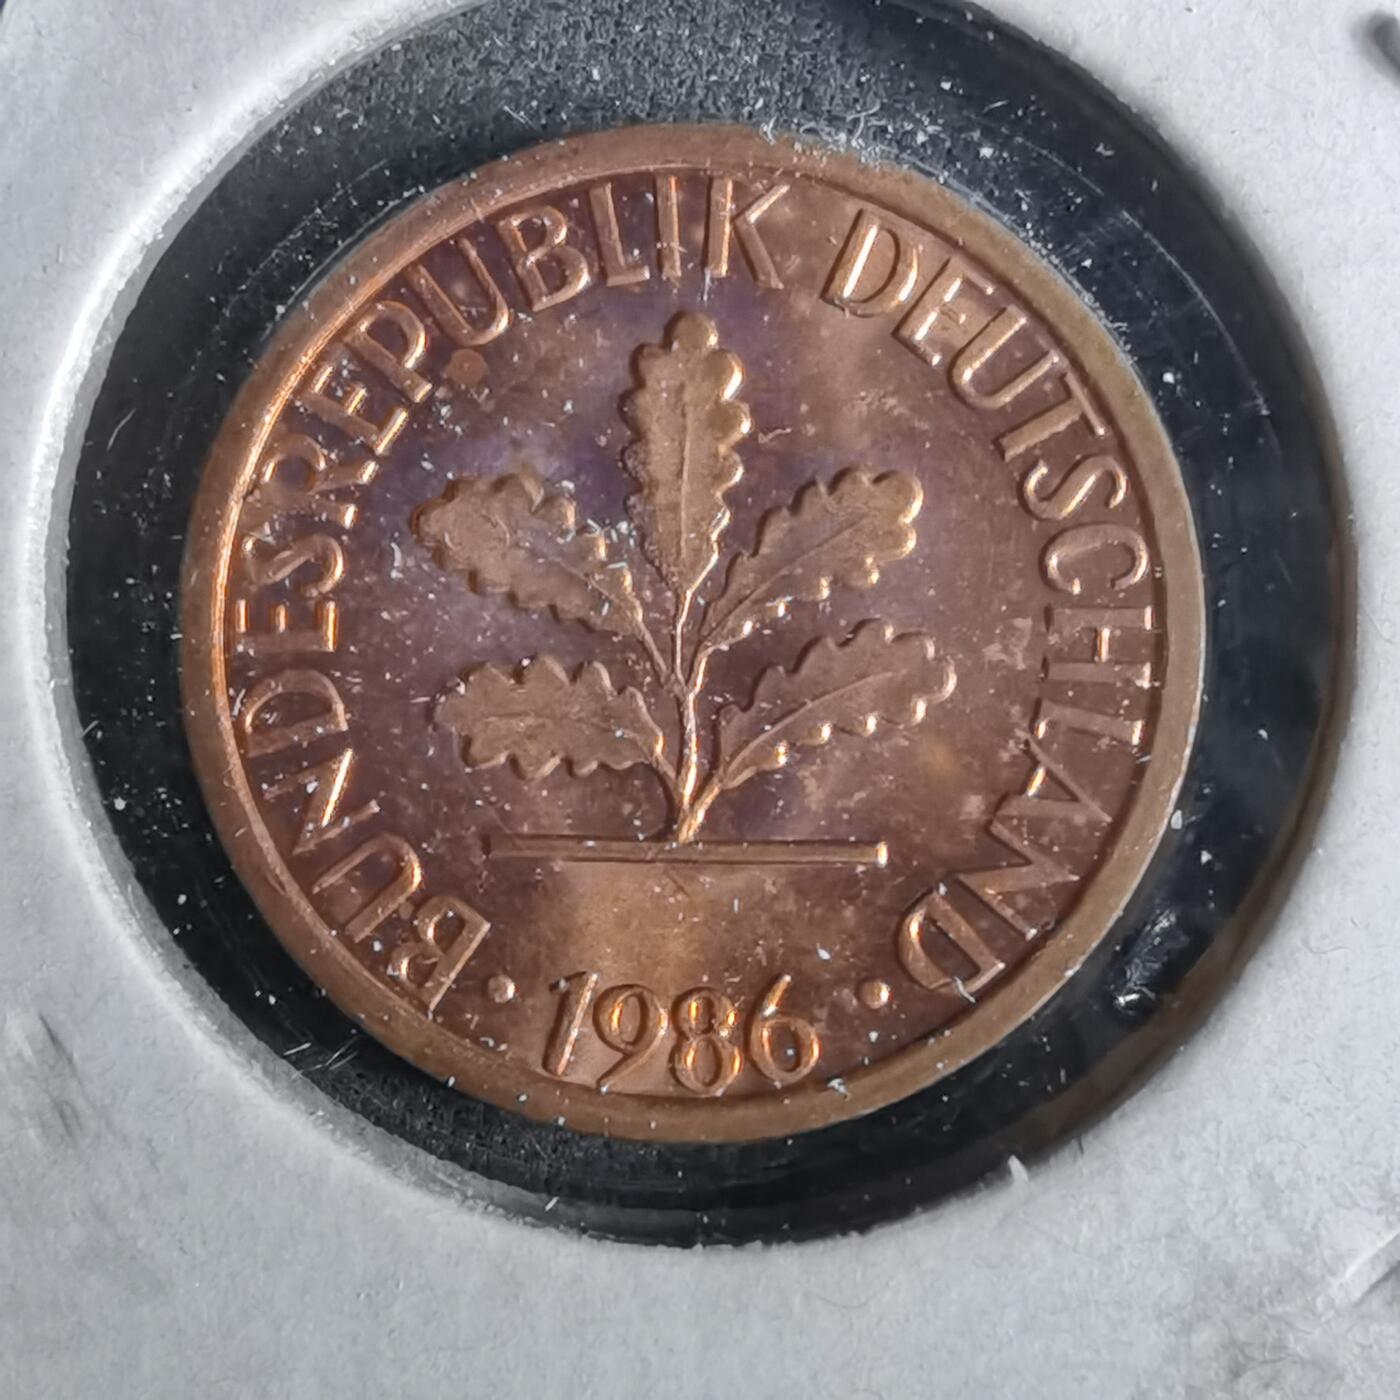 BUNDESREPUBLIK DEUTSCHLAND
· 1986 ·